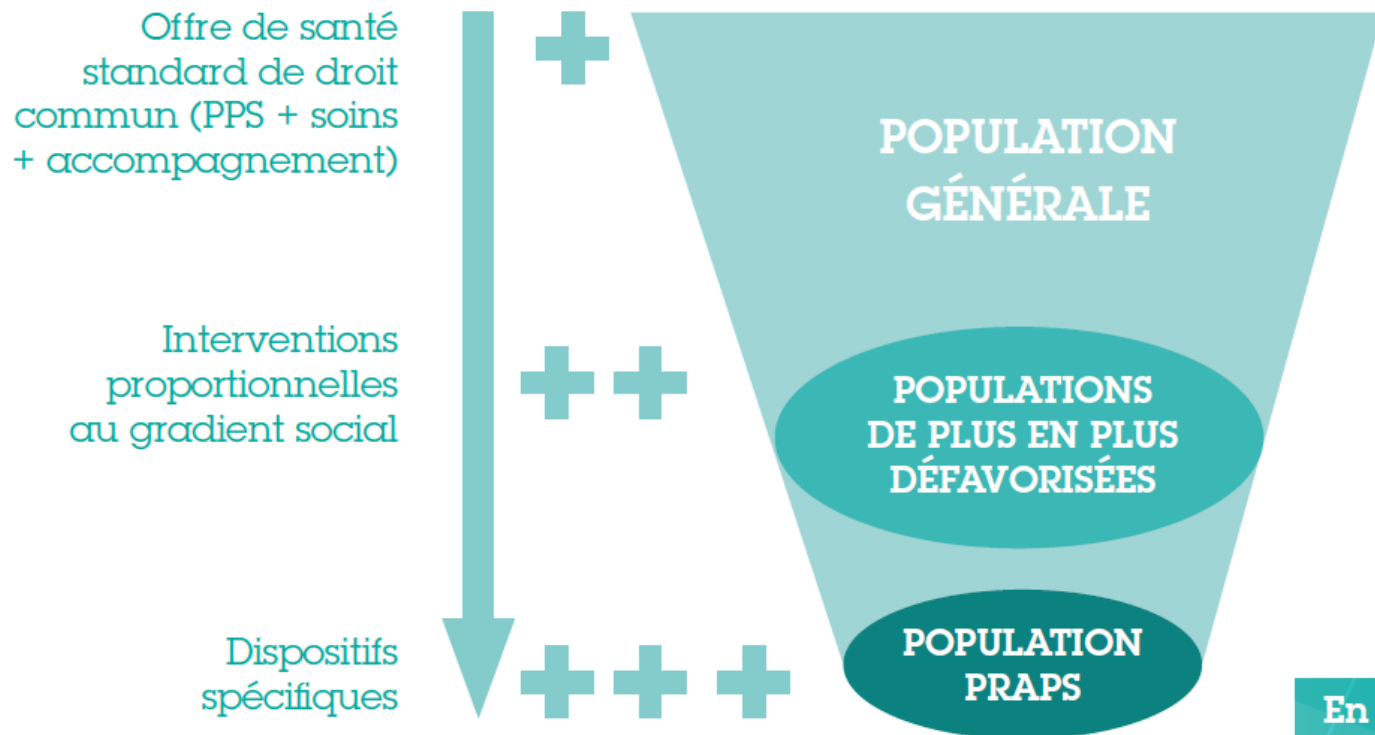 Offre de santé
standard de droit
commun (PPS + soins
+ accompagnement)
POPULATION
GÉNÉRALE
Interventions
proportionnelles
au gradient social
POPULATIONS
DE PLUS EN PLUS
DÉFAVORISÉES
Dispositifs
spécifiques
POPULATION
PRAPS
En